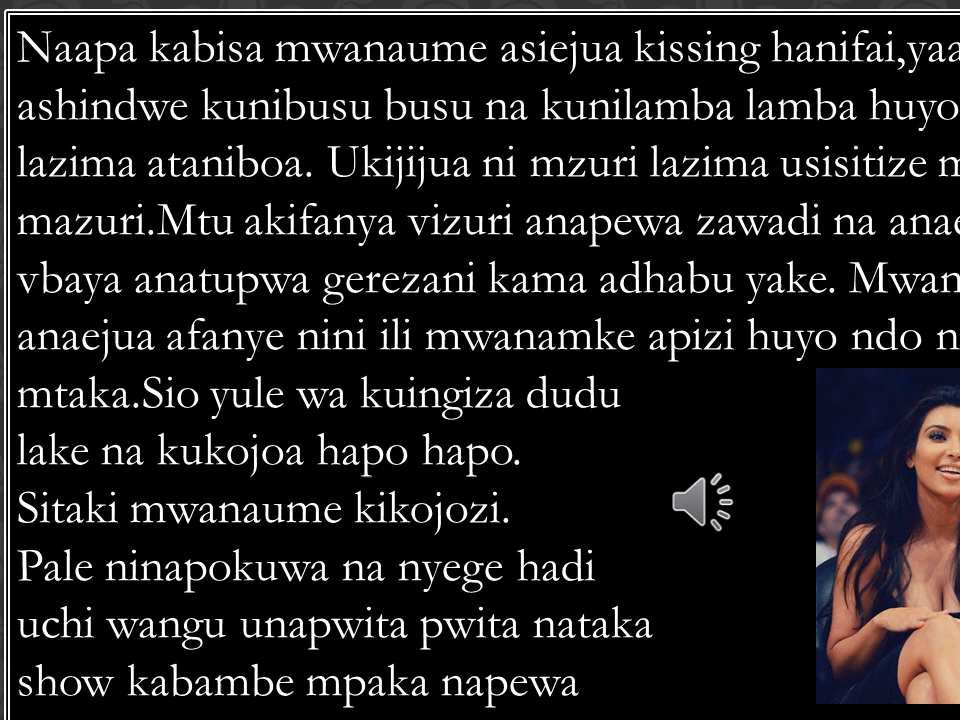 Naapa kabisa mwanaume asiejua kissing hanifai,yaa
ashindwe kunibusu busu na kunilamba lamba huyo
lazima ataniboa. Ukijijua ni mzuri lazima usisitize m
mazuri.Mtu akifanya vizuri anapewa zawadi na anae
vbaya anatupwa gerezani kama adhabu yake. Mwan
anaejua afanye nini ili mwanamke apizi huyo ndo n
mtaka.Sio yule wa kuingiza dudu
lake na kukojoa hapo hapo.
Sitaki mwanaume kikojozi.
Pale ninapokuwa na nyege hadi
uchi wangu unapwita pwita nataka
show kabambe mpaka napewa